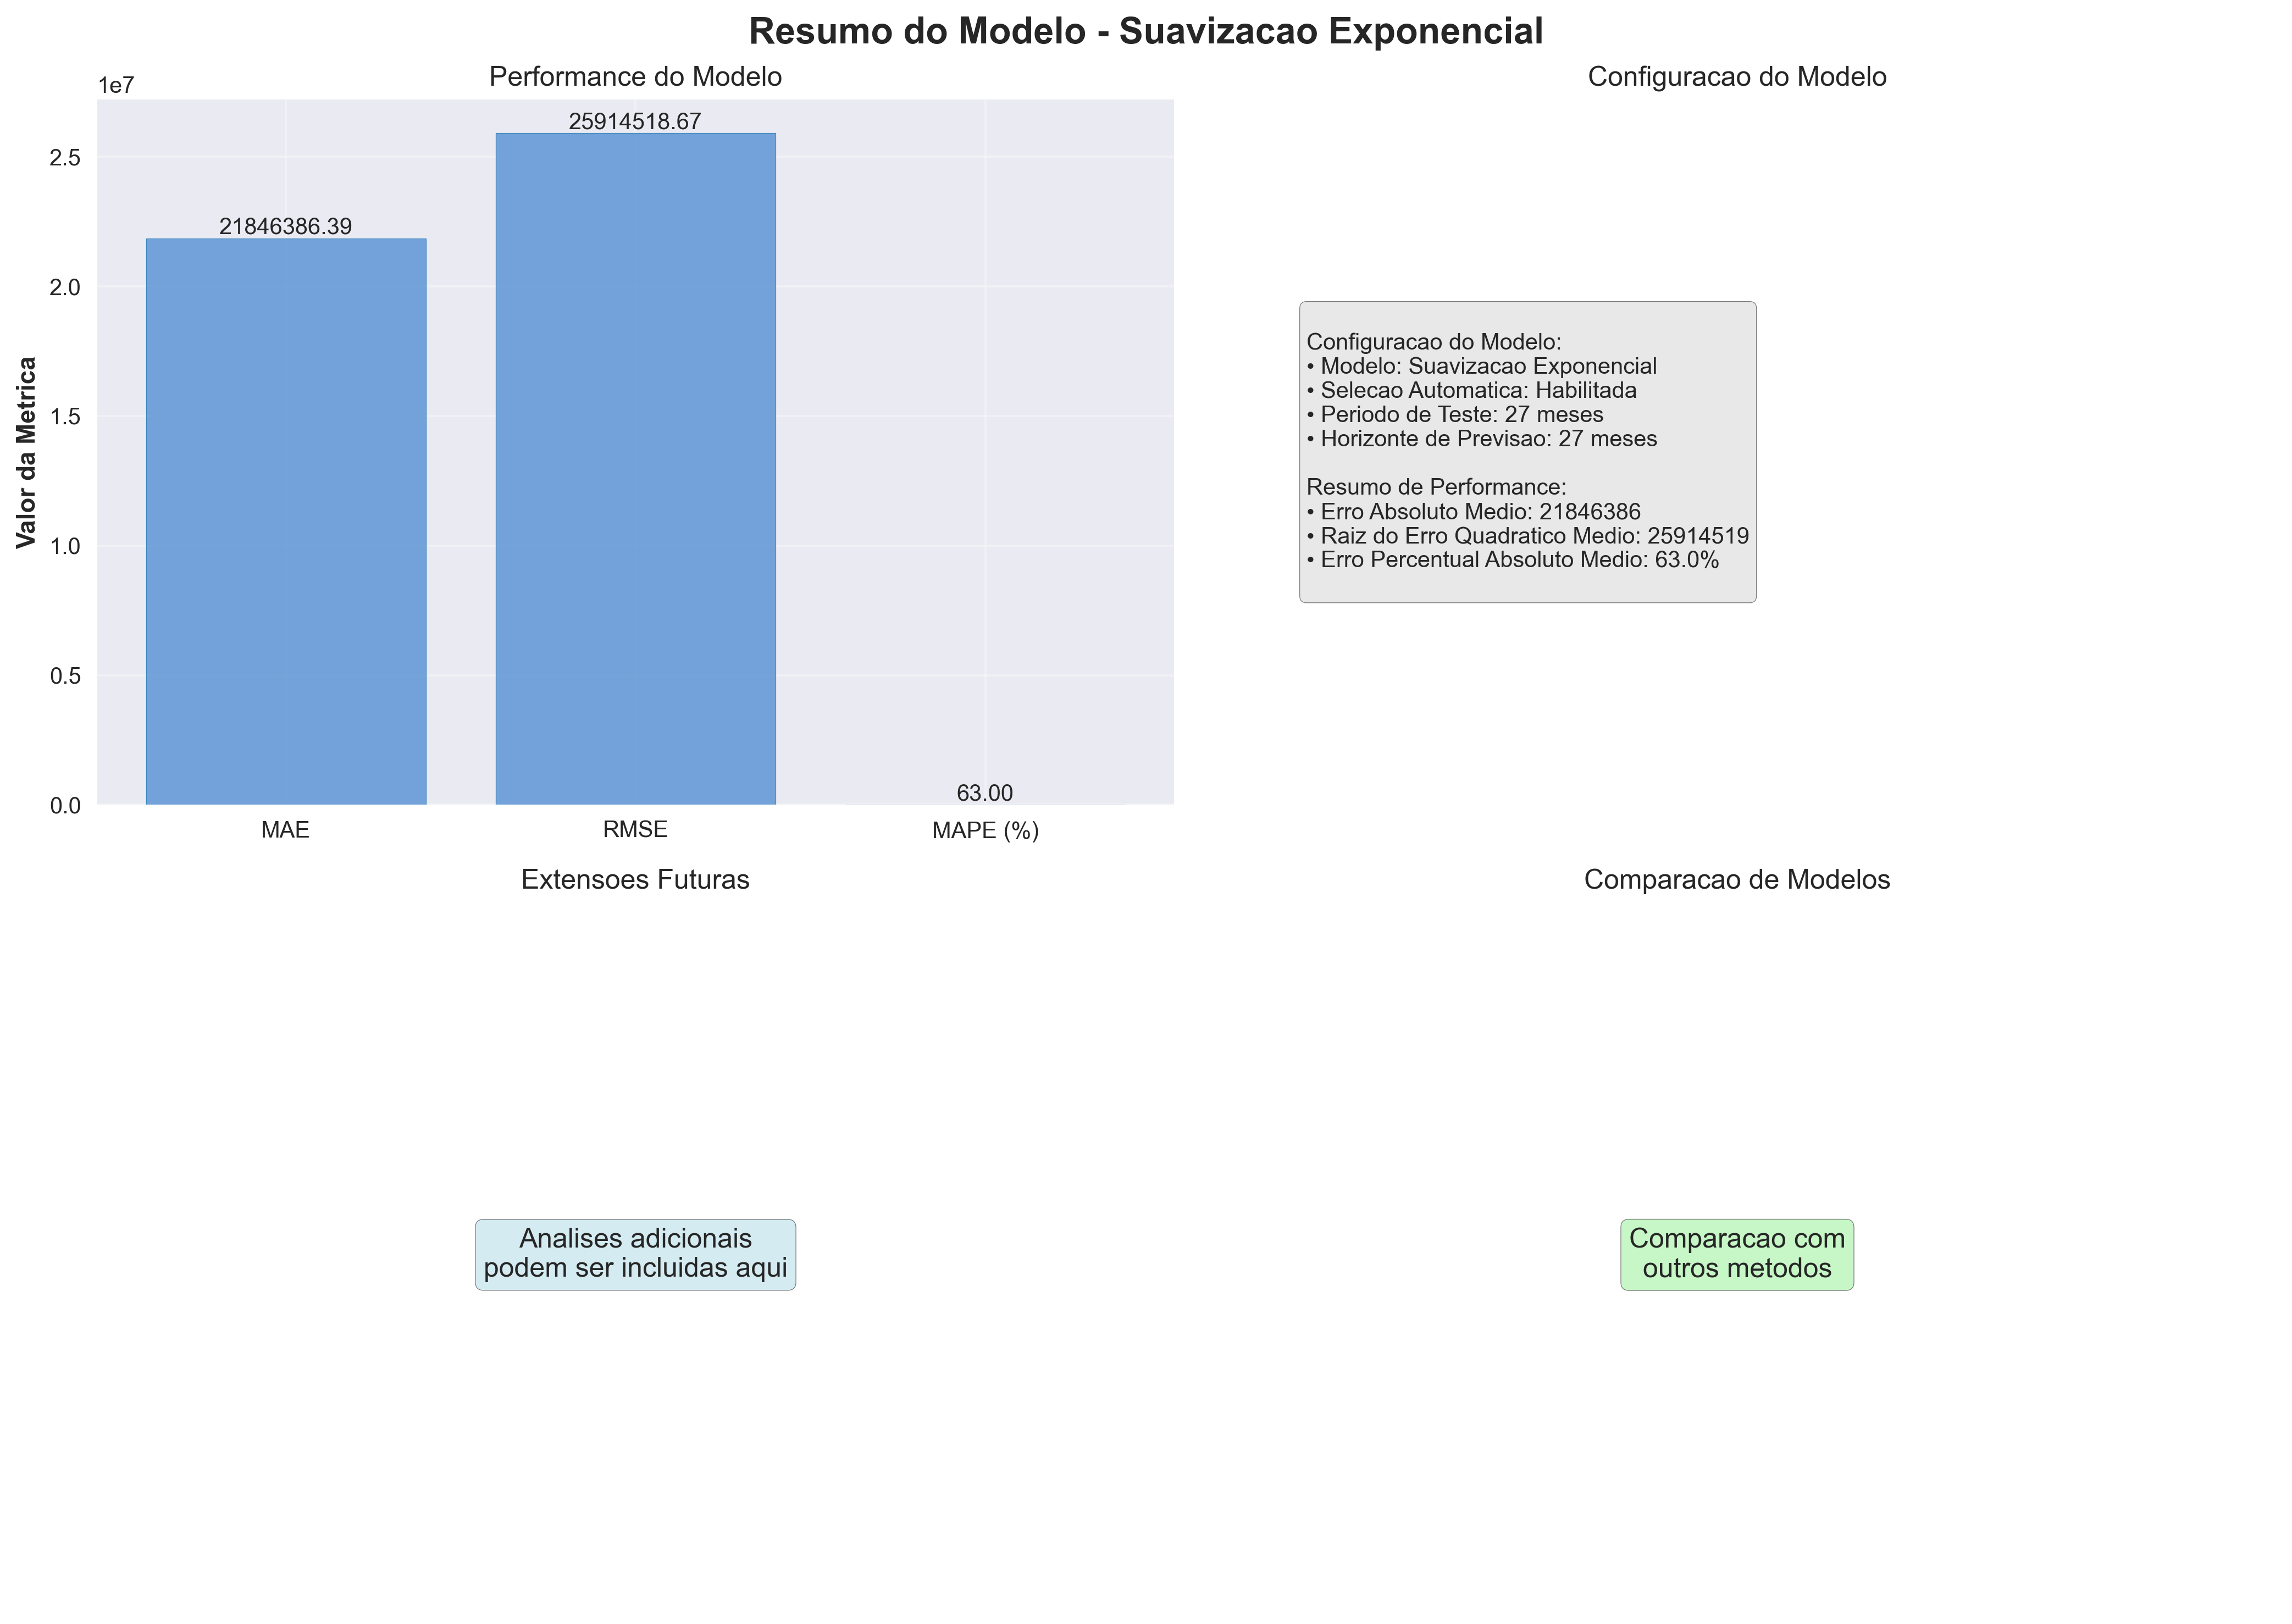 Resumo do Modelo - Suavizacao Exponencial
Performance do Modelo
1e7
25914518.67
21846386.39
63.00
2.5
2.0
1.5
1.0
0.5
0.0
Valor da Metrica
MAE
RMSE
MAPE (%)
Configuracao do Modelo
Configuracao do Modelo:
• Modelo: Suavizacao Exponencial
• Selecao Automatica: Habilitada
• Periodo de Teste: 27 meses
• Horizonte de Previsao: 27 meses
Resumo de Performance:
• Erro Absoluto Medio: 21846386
• Raiz do Erro Quadratico Medio: 25914519
• Erro Percentual Absoluto Medio: 63.0%
Extensoes Futuras
Analises adicionais
podem ser incluidas aqui
Comparacao de Modelos
Comparacao com
outros metodos